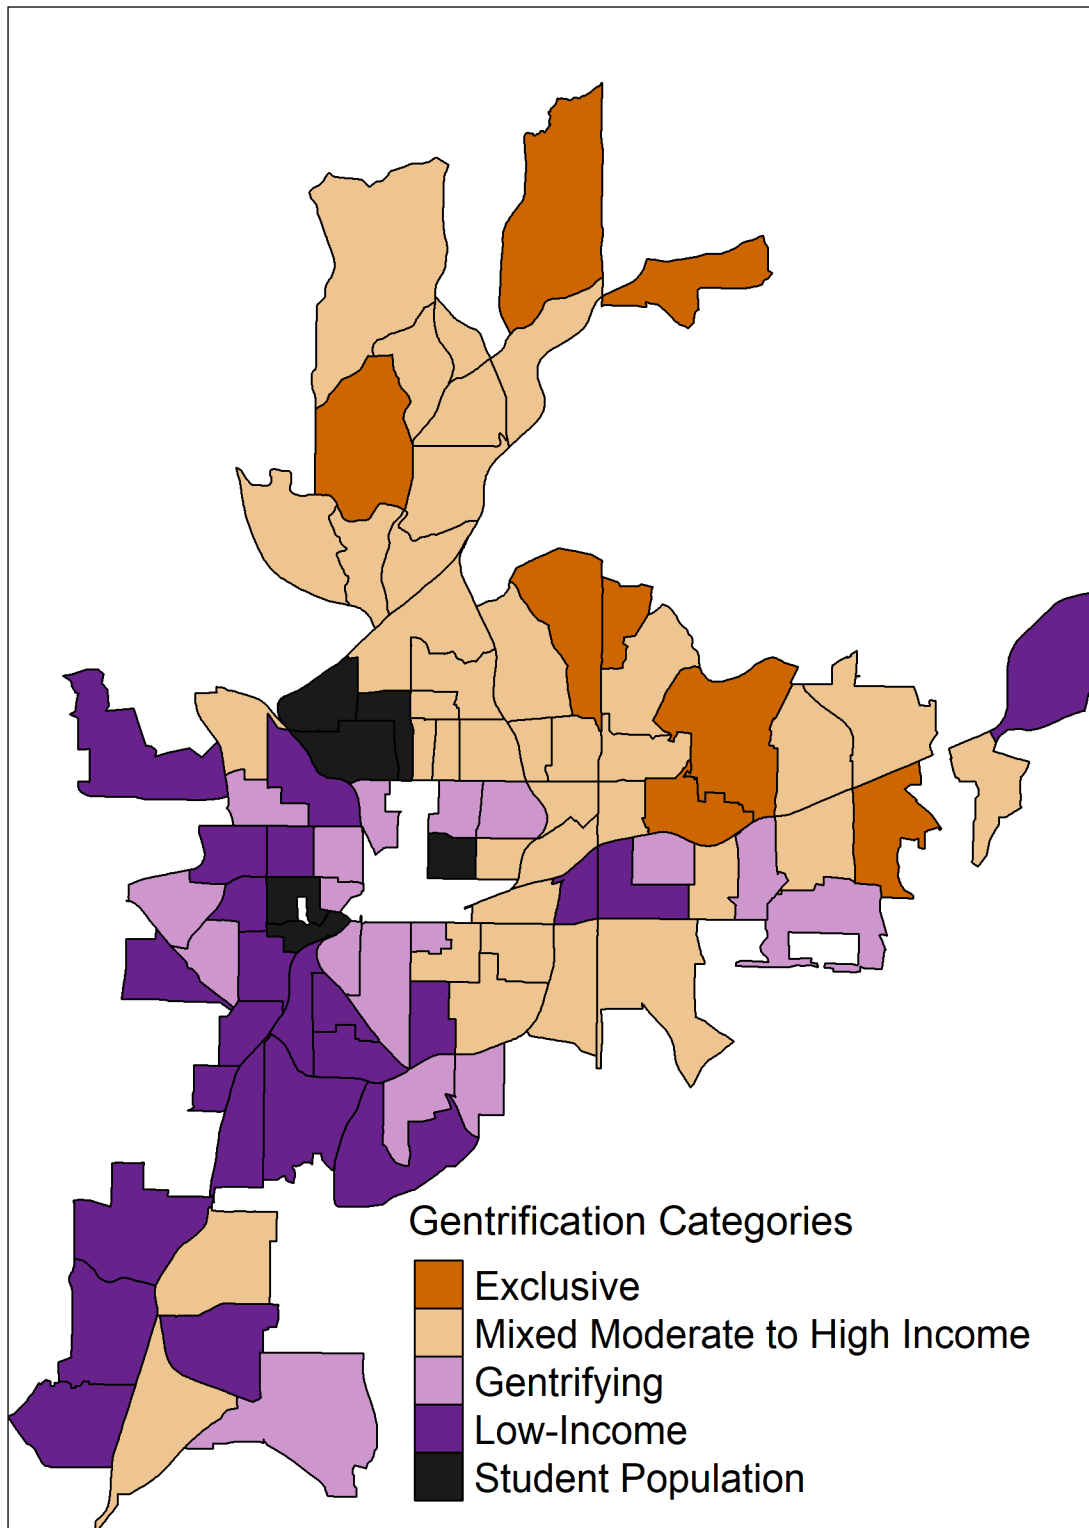 Gentrification Categories
Exclusive
Mixed Moderate to High Income
Gentrifying
Low-Income
Student Population